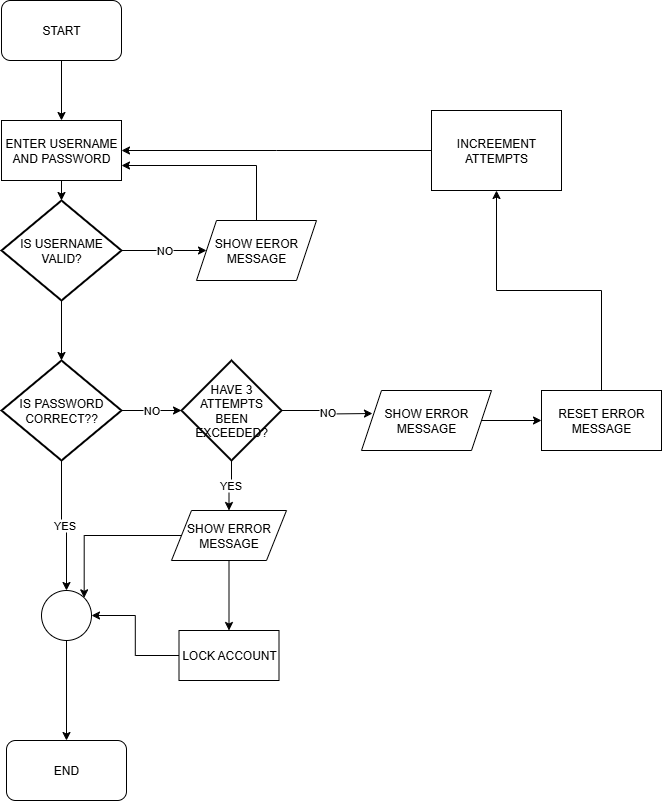 START
ENTER USERNAME
AND PASSWORD
INCREEMENT
ATTEMPTS
IS USERNAME
VALID?
NO
SHOW EEROR
MESSAGE
IS PASSWORD
CORRECT??
NO
HAVE 3
ATTEMPTS
BEEN
EXCEEDED?
NO
SHOW ERROR
MESSAGE
RESET ERROR
MESSAGE
YES
YES
SHOW ERROR
MESSAGE
LOCK ACCOUNT
END